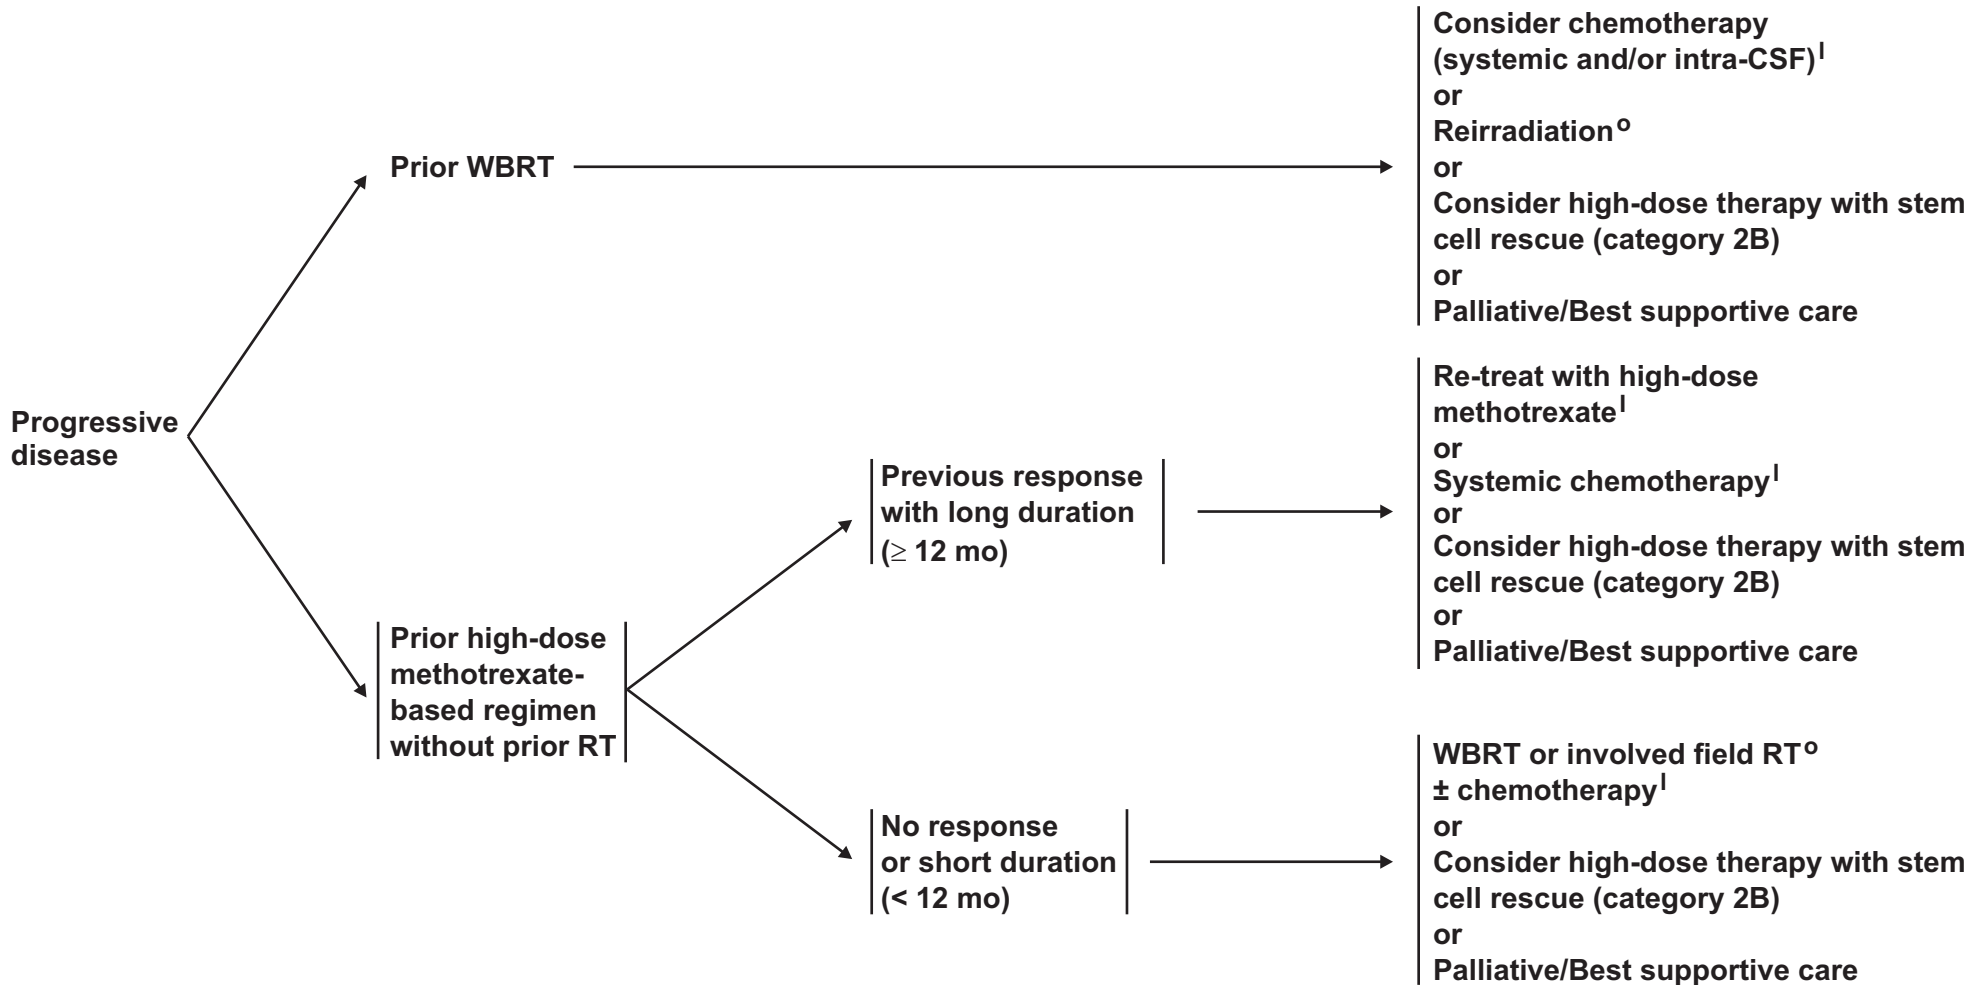 Progressive
disease
Prior WBRT
Consider chemotherapy
(systemic and/or intra-CSF)l
or
Reirradiationo
or
Consider high-dose therapy with stem
cell rescue (category 2B)
or
Palliative/Best supportive care
Prior high-dose
methotrexate-
based regimen
without prior RT
Previous response
with long duration
(≥ 12 mo)
Re-treat with high-dose
methotrexatel
or
Systemic chemotherapyl
or
Consider high-dose therapy with stem
cell rescue (category 2B)
or
Palliative/Best supportive care
No response
or short duration
(< 12 mo)
WBRT or involved field RTo
± chemotherapyl
or
Consider high-dose therapy with stem
cell rescue (category 2B)
or
Palliative/Best supportive care